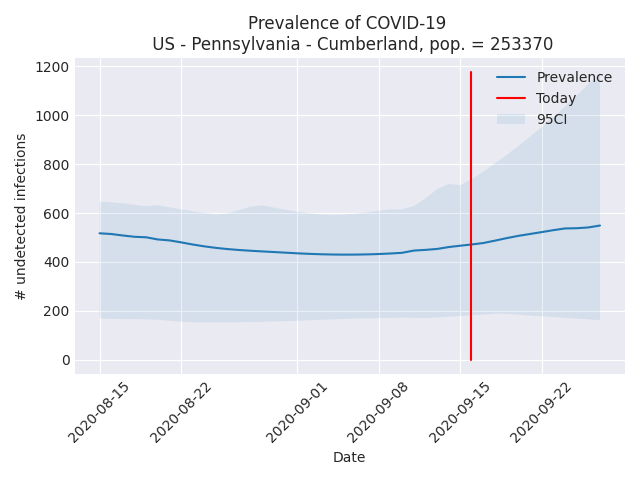 Prevalence of COVID-19
US - Pennsylvania - Cumberland, pop. = 253370
1200
1000
800
600
400
200
0
# undetected infections
Prevalence
Today
95CI
2020-08-15
2020-08-22
2020-09-01
2020-09-08
2020-09-15
2020-09-22
Date